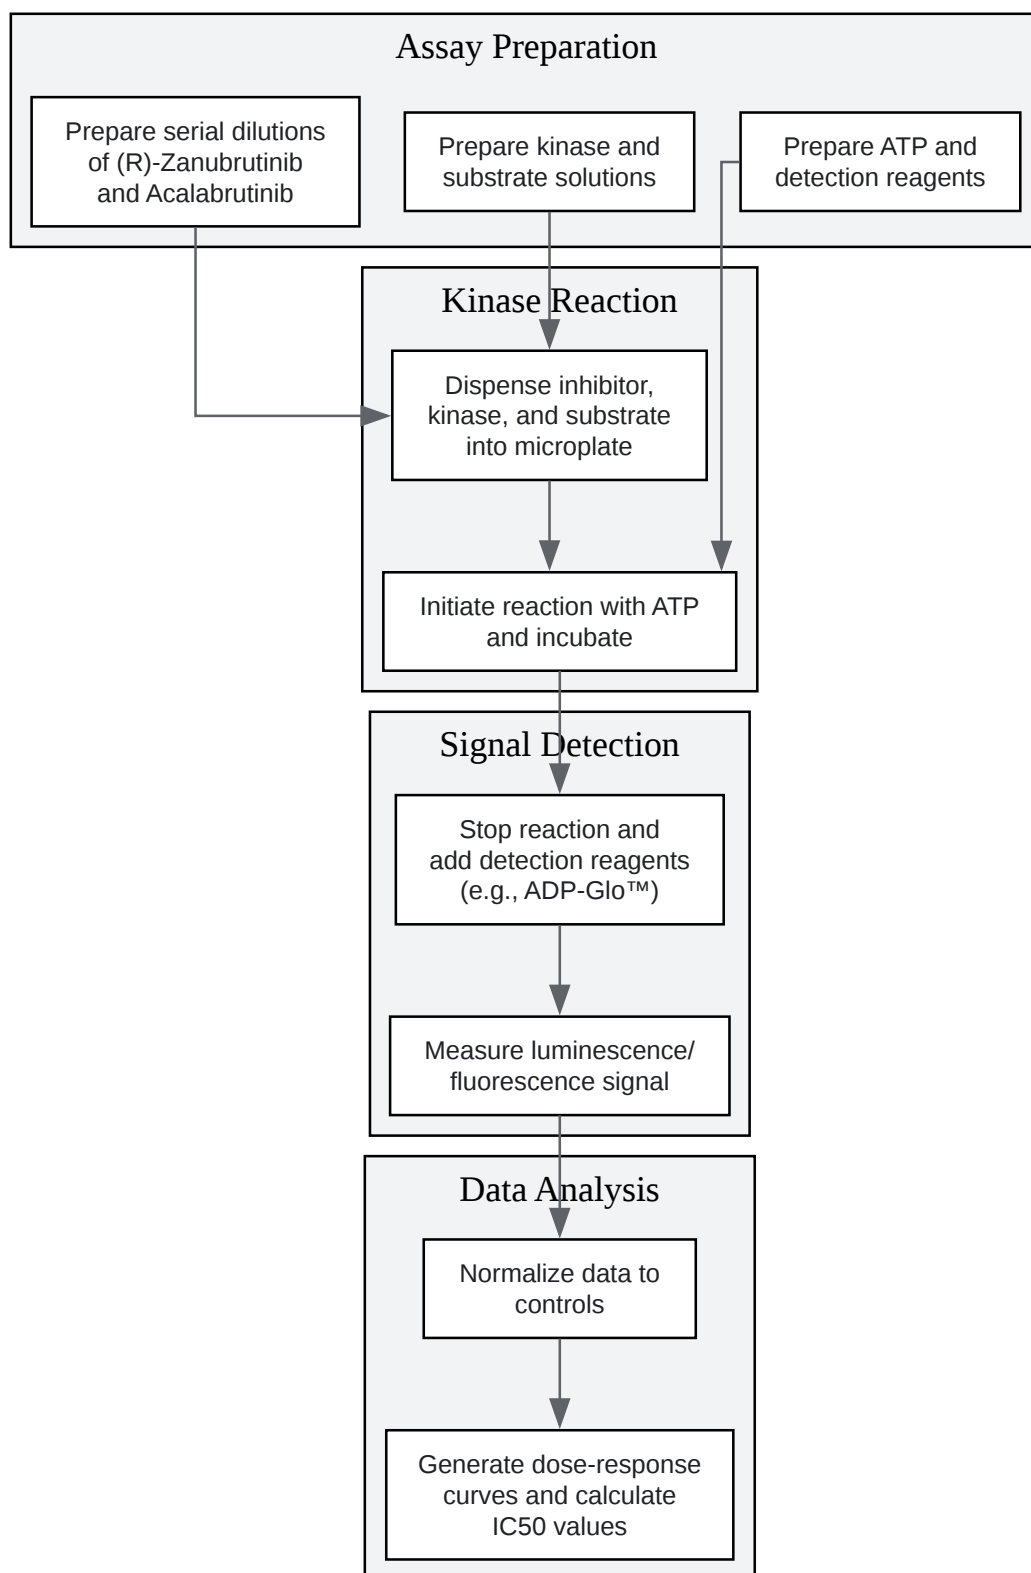 Assay Preparation
Prepare serial dilutions
of (R)-Zanubrutinib
and Acalabrutinib
Prepare kinase and
substrate solutions
Prepare ATP and
detection reagents
Kinase Reaction
Dispense inhibitor,
kinase, and substrate
into microplate
Initiate reaction with ATP
and incubate
Signal Detection
Stop reaction and
add detection reagents
(e.g., ADP-Glo™)
Measure luminescence/
fluorescence signal
Data Analysis
Normalize data to
controls
Generate dose-response
curves and calculate
IC50 values